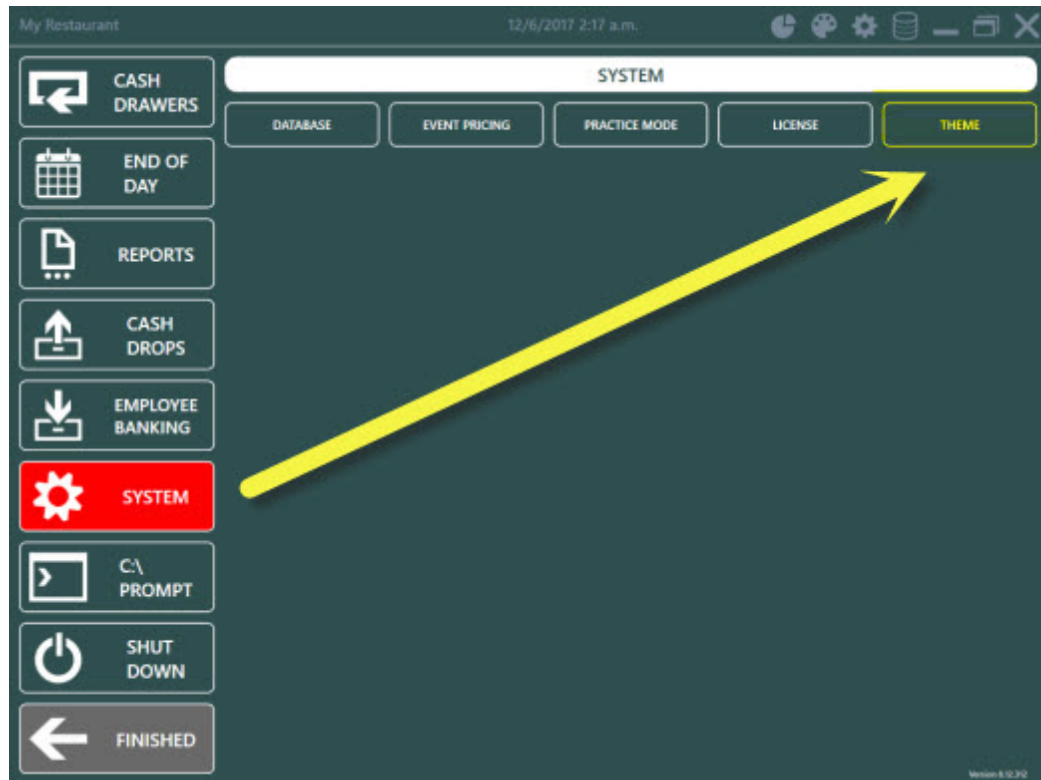 My Restaurant
12/6/2017 2:17 a.m.
CASH
DRAWERS
END OF
DAY
REPORTS
CASH
DROPS
EMPLOYEE
BANKING
SYSTEM
C:\
PROMPT
SHUT
DOWN
FINISHED
SYSTEM
DATABASE
EVENT PRICING
PRACTICE MODE
LICENSE
THEME
Version